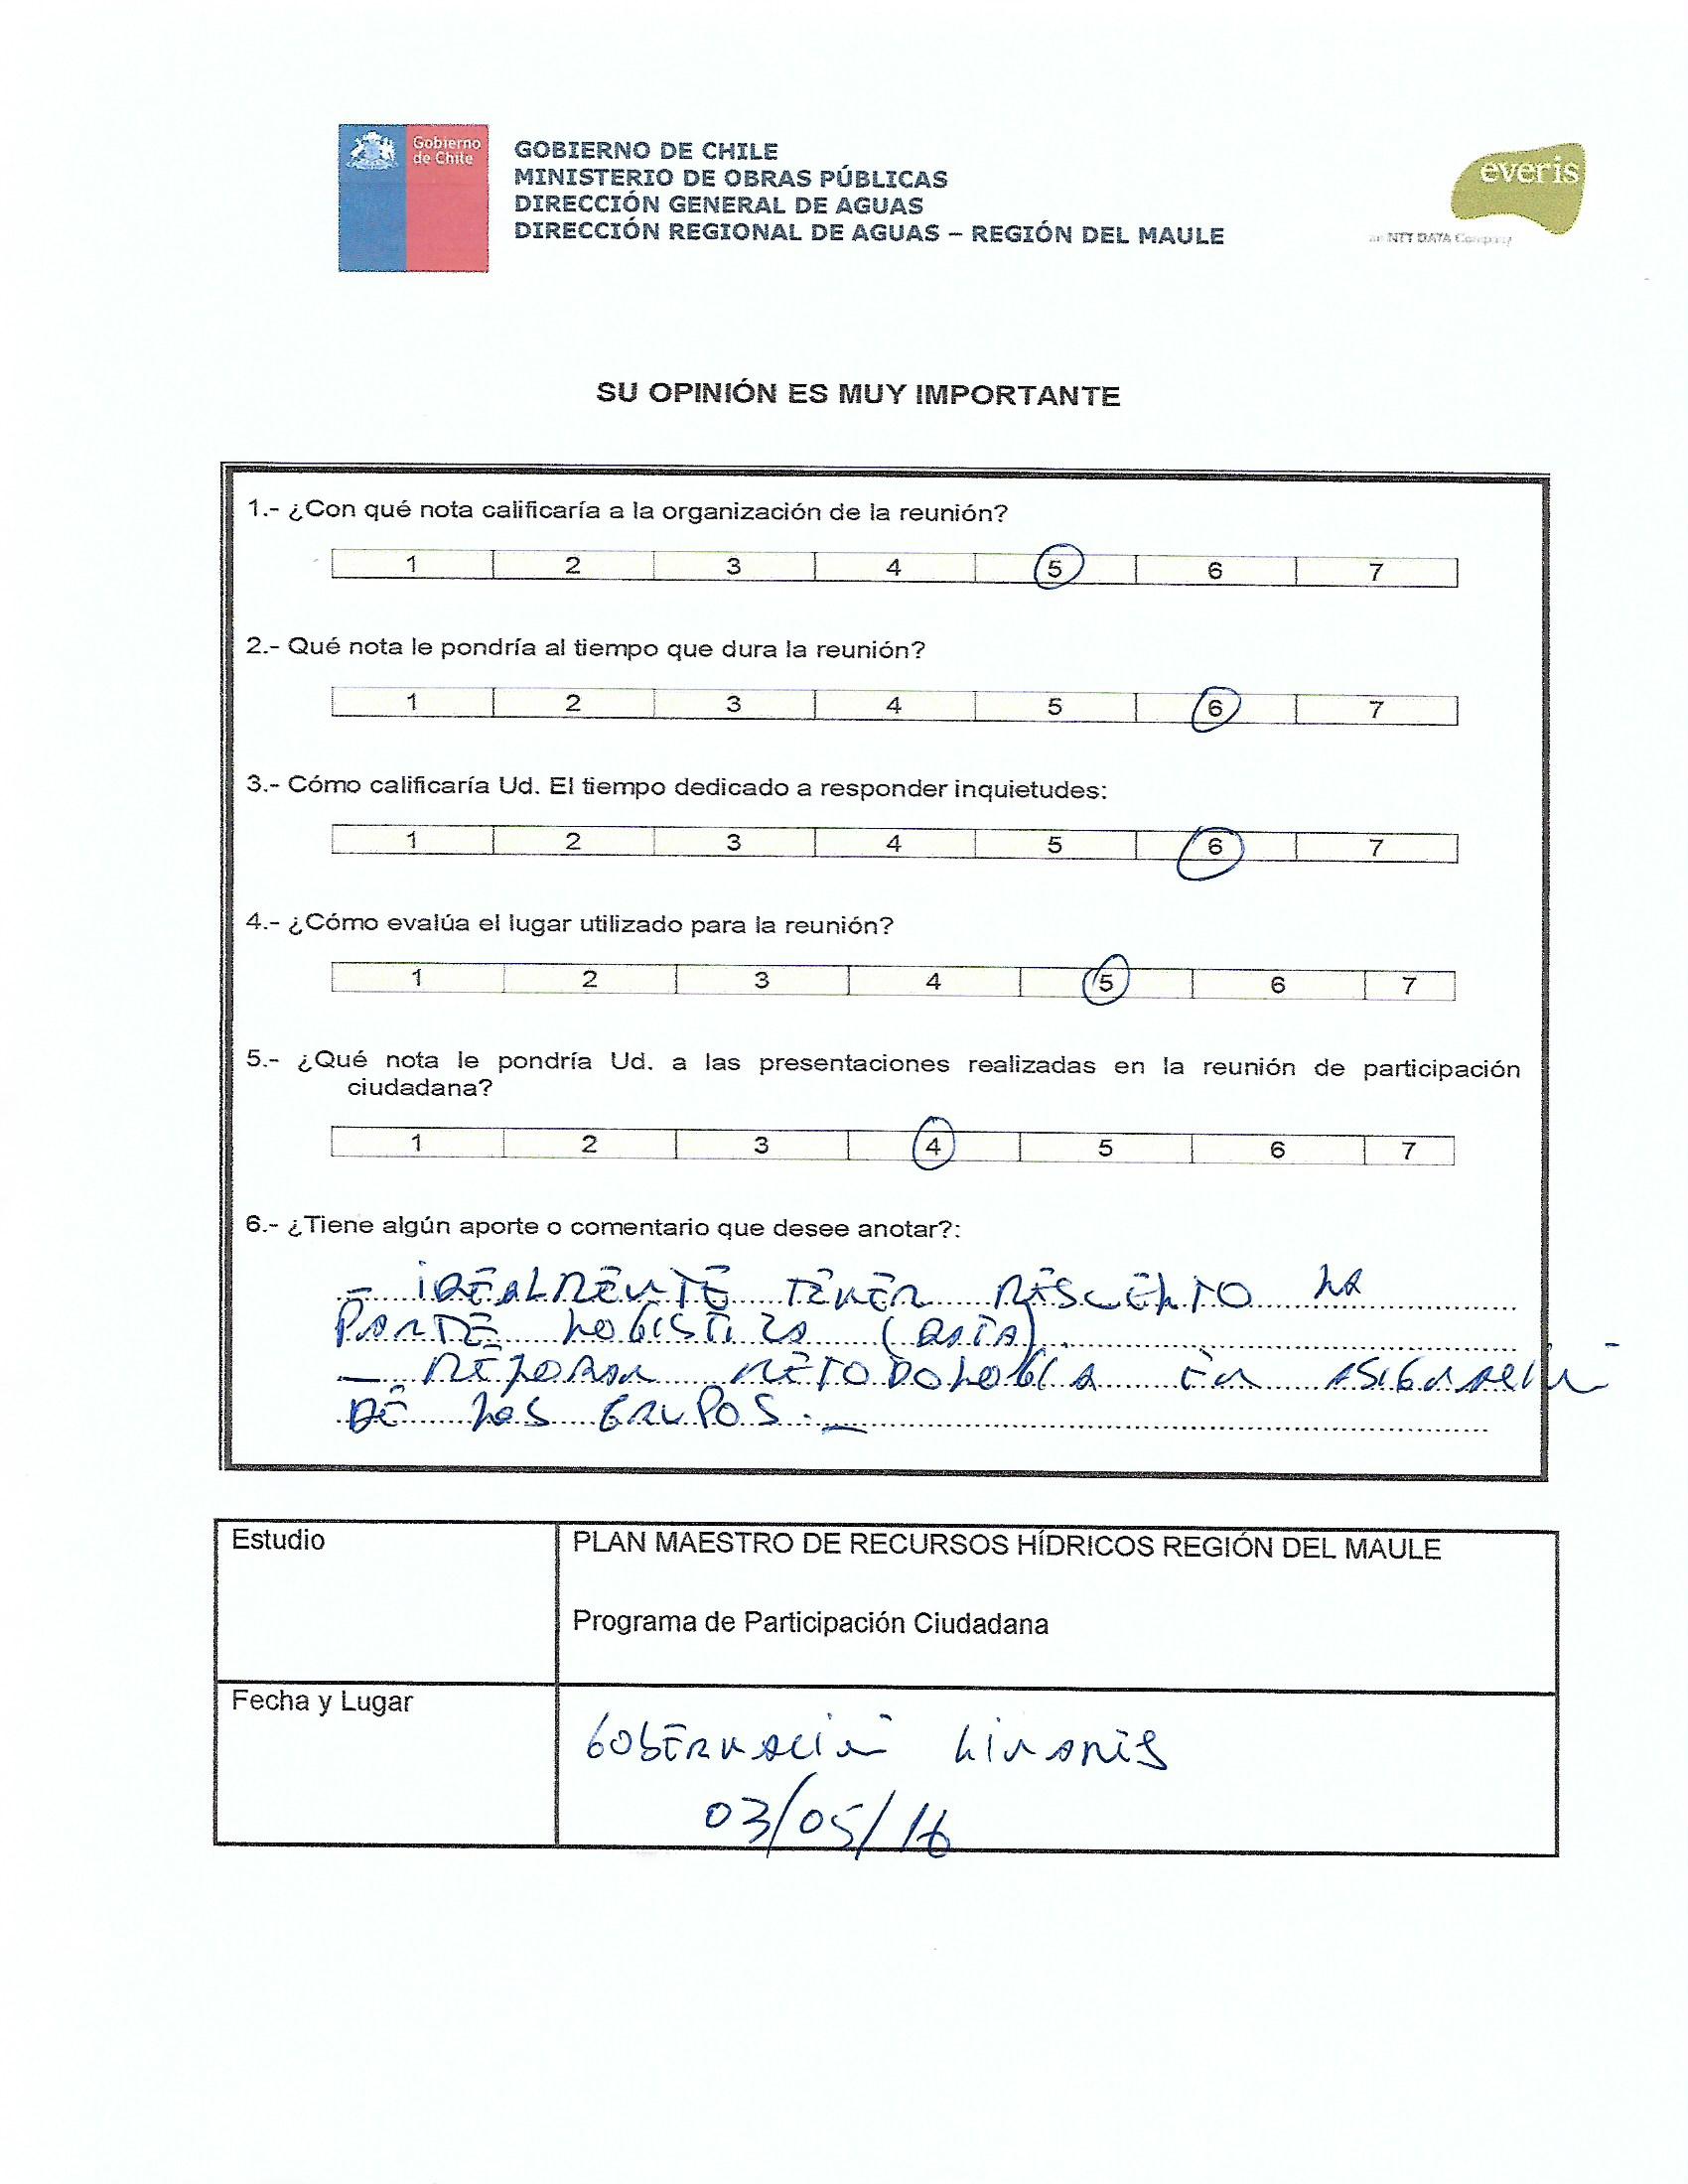 Gobierno
de Chile
GOBIERNO DE CHILE
MINISTERIO DE OBRAS PÚBLICAS
DIRECCIÓN GENERAL DE AGUAS
DIRECCIÓN REGIONAL DE AGUAS – REGIÓN DEL MAULE
everis
an NTT DATA Company
SU OPINIÓN ES MUY IMPORTANTE
1.- ¿Con qué nota calificaría a la organización de la reunión?
1 2 3 4 5 6 7
2.- Qué nota le pondría al tiempo que dura la reunión?
1 2 3 4 5 6 7
3.- Cómo calificaría Ud. El tiempo dedicado a responder inquietudes:
1 2 3 4 5 6 7
4.- ¿Cómo evalúa el lugar utilizado para la reunión?
1 2 3 4 5 6 7
5.- ¿Qué nota le pondría Ud. a las presentaciones realizadas en la reunión de participación
ciudadana?
1 2 3 4 5 6 7
6.- ¿Tiene algún aporte o comentario que desee anotar?:
- IDEALMENTE TENER RESUELTO LA
PARTE LOGISTICA (DATA).
- MEJORAR METODOLOGIA EN ASIGNACIÓN
DE LOS GRUPOS.
Estudio
PLAN MAESTRO DE RECURSOS HÍDRICOS REGIÓN DEL MAULE
Programa de Participación Ciudadana
Fecha y Lugar
GOBERNACIÓN LINARES
03/05/16